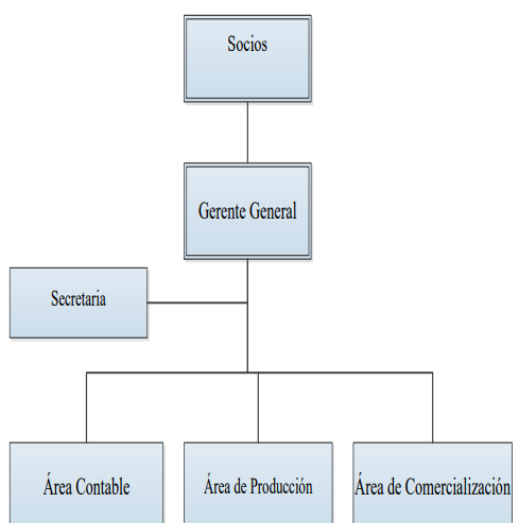 Socios
Gerente General
Secretaria
Área Contable
Área de Producción
Área de Comercialización